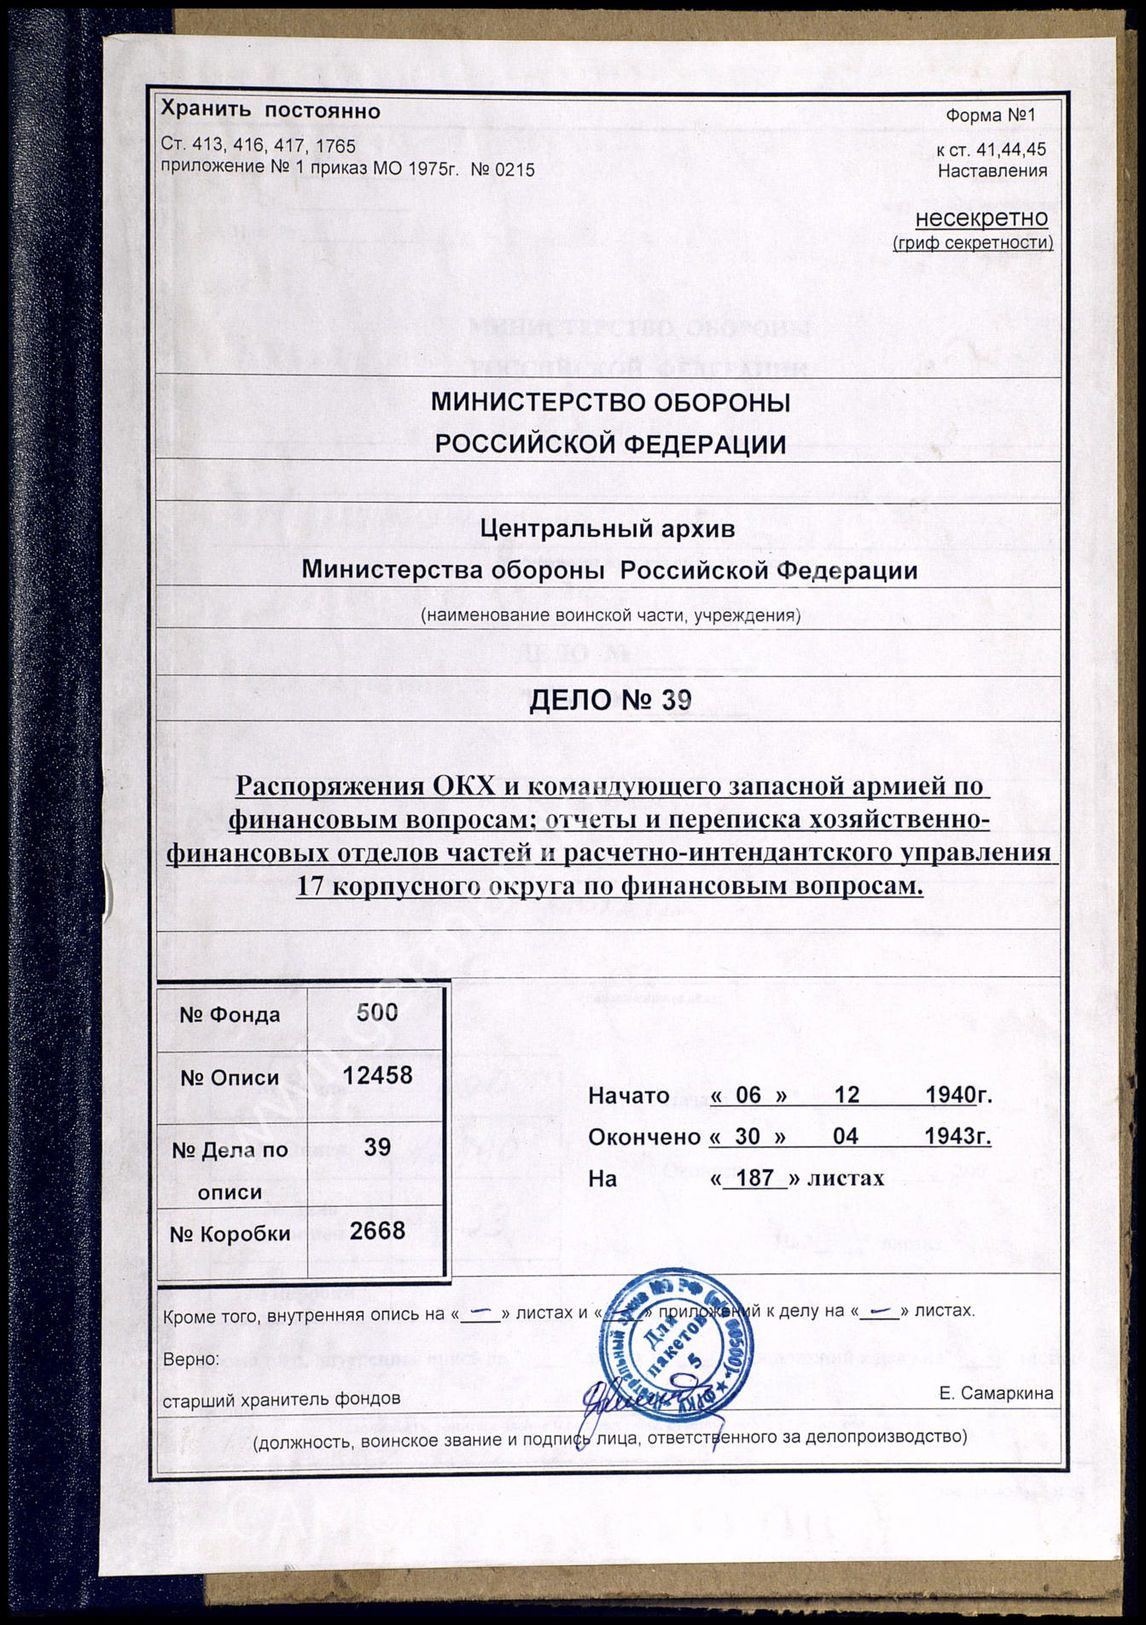 Хранить постоянно
Ст. 413, 416, 417, 1765
приложение № 1 приказ МО 1975г. № 0215
Форма №1
к ст. 41,44,45
Наставления
несекретно
(гриф секретности)
МИНИСТЕРСТВО ОБОРОНЫ
РОССИЙСКОЙ ФЕДЕРАЦИИ
Центральный архив
Министерства обороны Российской Федерации
(наименование воинской части, учреждения)
ДЕЛО № 39
Распоряжения ОКХ и командующего запасной армией по
финансовым вопросам; отчеты и переписка хозяйственно-
финансовых отделов частей и расчетно-интендантского управления
17 корпусного округа по финансовым вопросам.
№ Фонда 500
№ Описи 12458
№ Дела по 39
описи
№ Коробки 2668
Начато « 06 » 12 1940г.
Окончено « 30 » 04 1943г.
На « 187 » листах
Кроме того, внутренняя опись на «—» листах и «—» приложений к делу на «—» листах.
Верно:
старший хранитель фондов
Е. Самаркина
(должность, воинское звание и подпись лица, ответственного за делопроизводство)
Для
пакетов
5